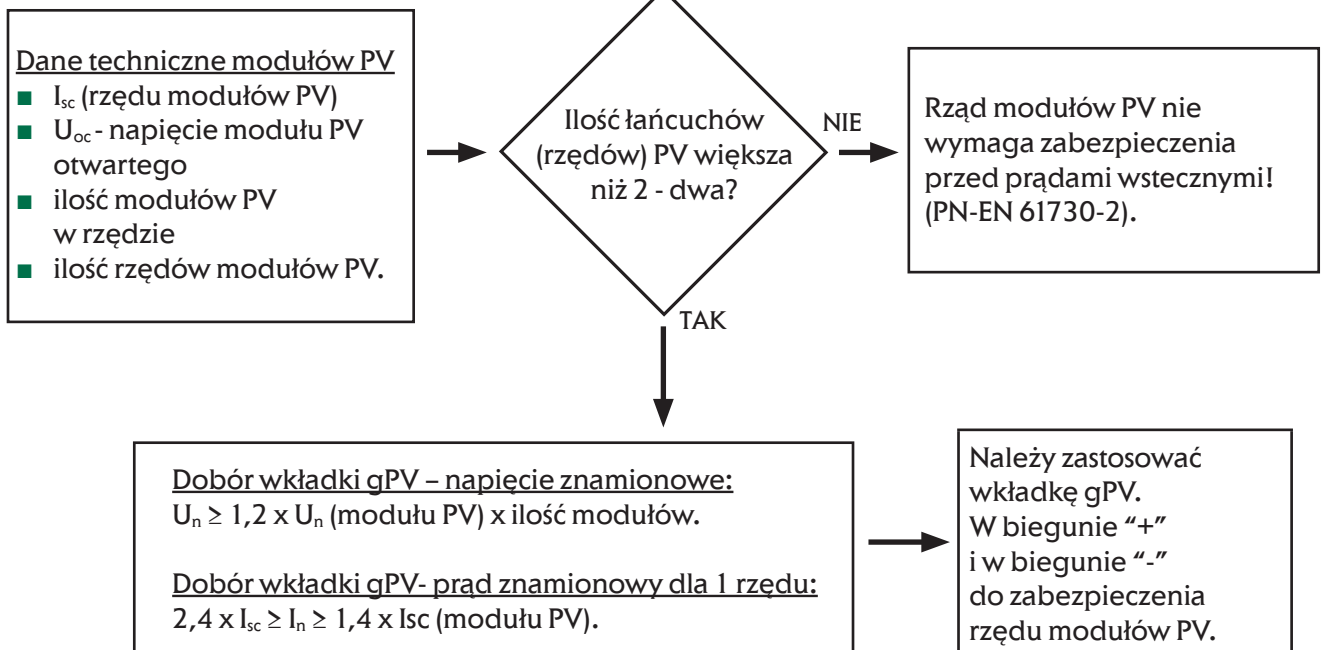 Dane techniczne modułów PV
■ Isc (rzędu modułów PV)
■ Uoc - napięcie modułu PV
otwartego
■ ilość modułów PV
w rzędzie
■ ilość rzędów modułów PV.
Ilość łańcuchów
(rzędów) PV większa
niż 2 - dwa?
NIE
Rząd modułów PV nie
wymaga zabezpieczenia
przed prądami wstecznymi!
(PN-EN 61730-2).
TAK
Dobór wkładki gPV – napięcie znamionowe:
Un ≥ 1,2 x Un (modułu PV) x ilość modułów.
Dobór wkładki gPV- prąd znamionowy dla 1 rzędu:
2,4 x Isc ≥ In ≥ 1,4 x Isc (modułu PV).
Należy zastosować
wkładkę gPV.
W biegunie “+”
i w biegunie “-”
do zabezpieczenia
rzędu modułów PV.